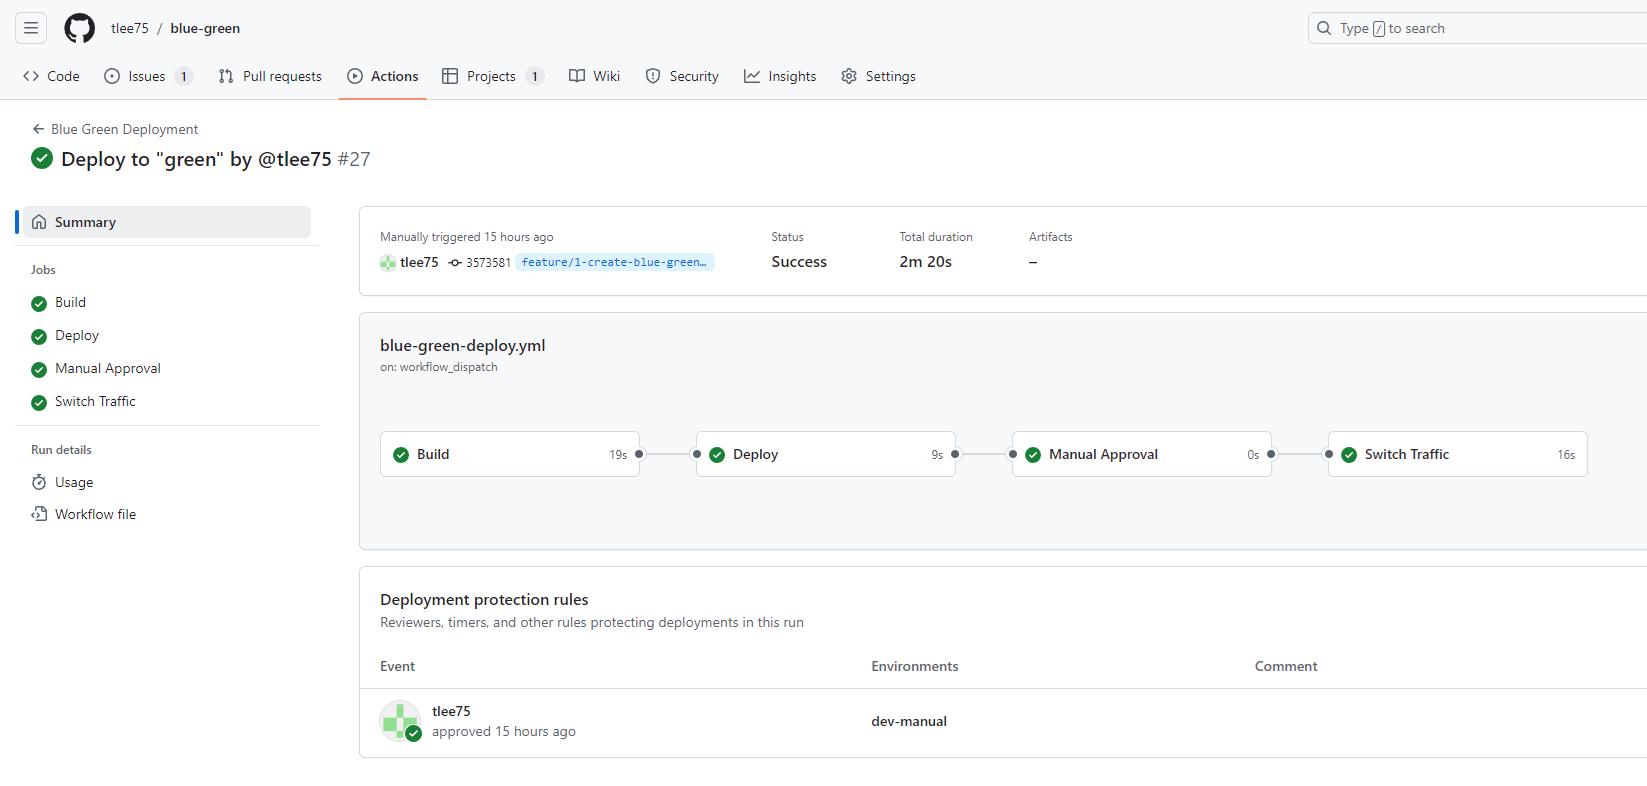 tlee75 / blue-green
Type / to search
Code Issues 1 Pull requests Actions Projects 1 Wiki Security Insights Settings
Blue Green Deployment
Deploy to "green" by @tlee75 #27
Summary
Jobs
Build
Deploy
Manual Approval
Switch Traffic
Run details
Usage
Workflow file
Manually triggered 15 hours ago Status Total duration Artifacts
tlee75 3573581 feature/1-create-blue-green… Success 2m 20s –
blue-green-deploy.yml
on: workflow_dispatch
Build 19s Deploy 9s Manual Approval 0s Switch Traffic 16s
Deployment protection rules
Reviewers, timers, and other rules protecting deployments in this run
Event Environments Comment
tlee75
approved 15 hours ago
dev-manual